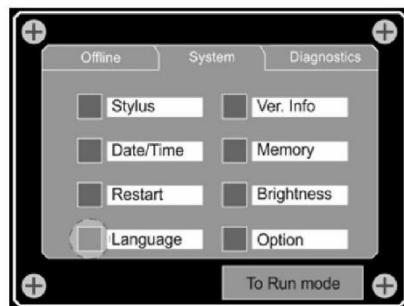 Offline System Diagnostics
Stylus Ver. Info
Date/Time Memory
Restart Brightness
Language Option
To Run mode